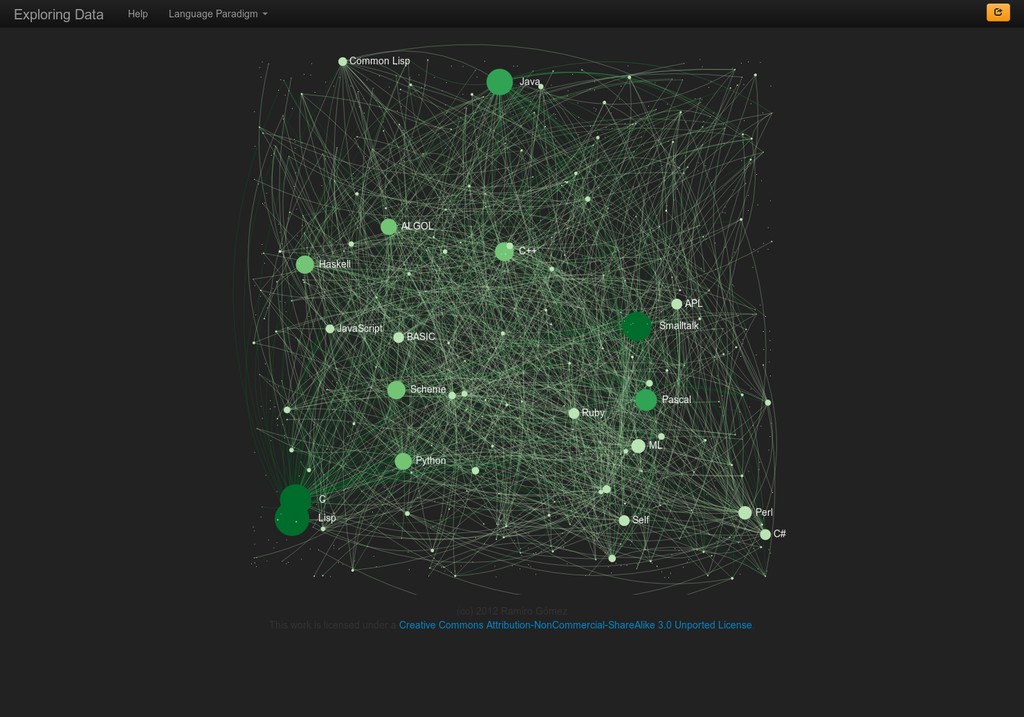 Exploring Data
Help
Language Paradigm
Common Lisp
Java
ALGOL
C++
Haskell
APL
Smalltalk
JavaScript
BASIC
Scheme
Pascal
Ruby
ML
Python
C
Lisp
Perl
Self
C#
(cc) 2012 Ramiro Gomez
This work is licensed under a Creative Commons Attribution-NonCommercial-ShareAlike 3.0 Unported License